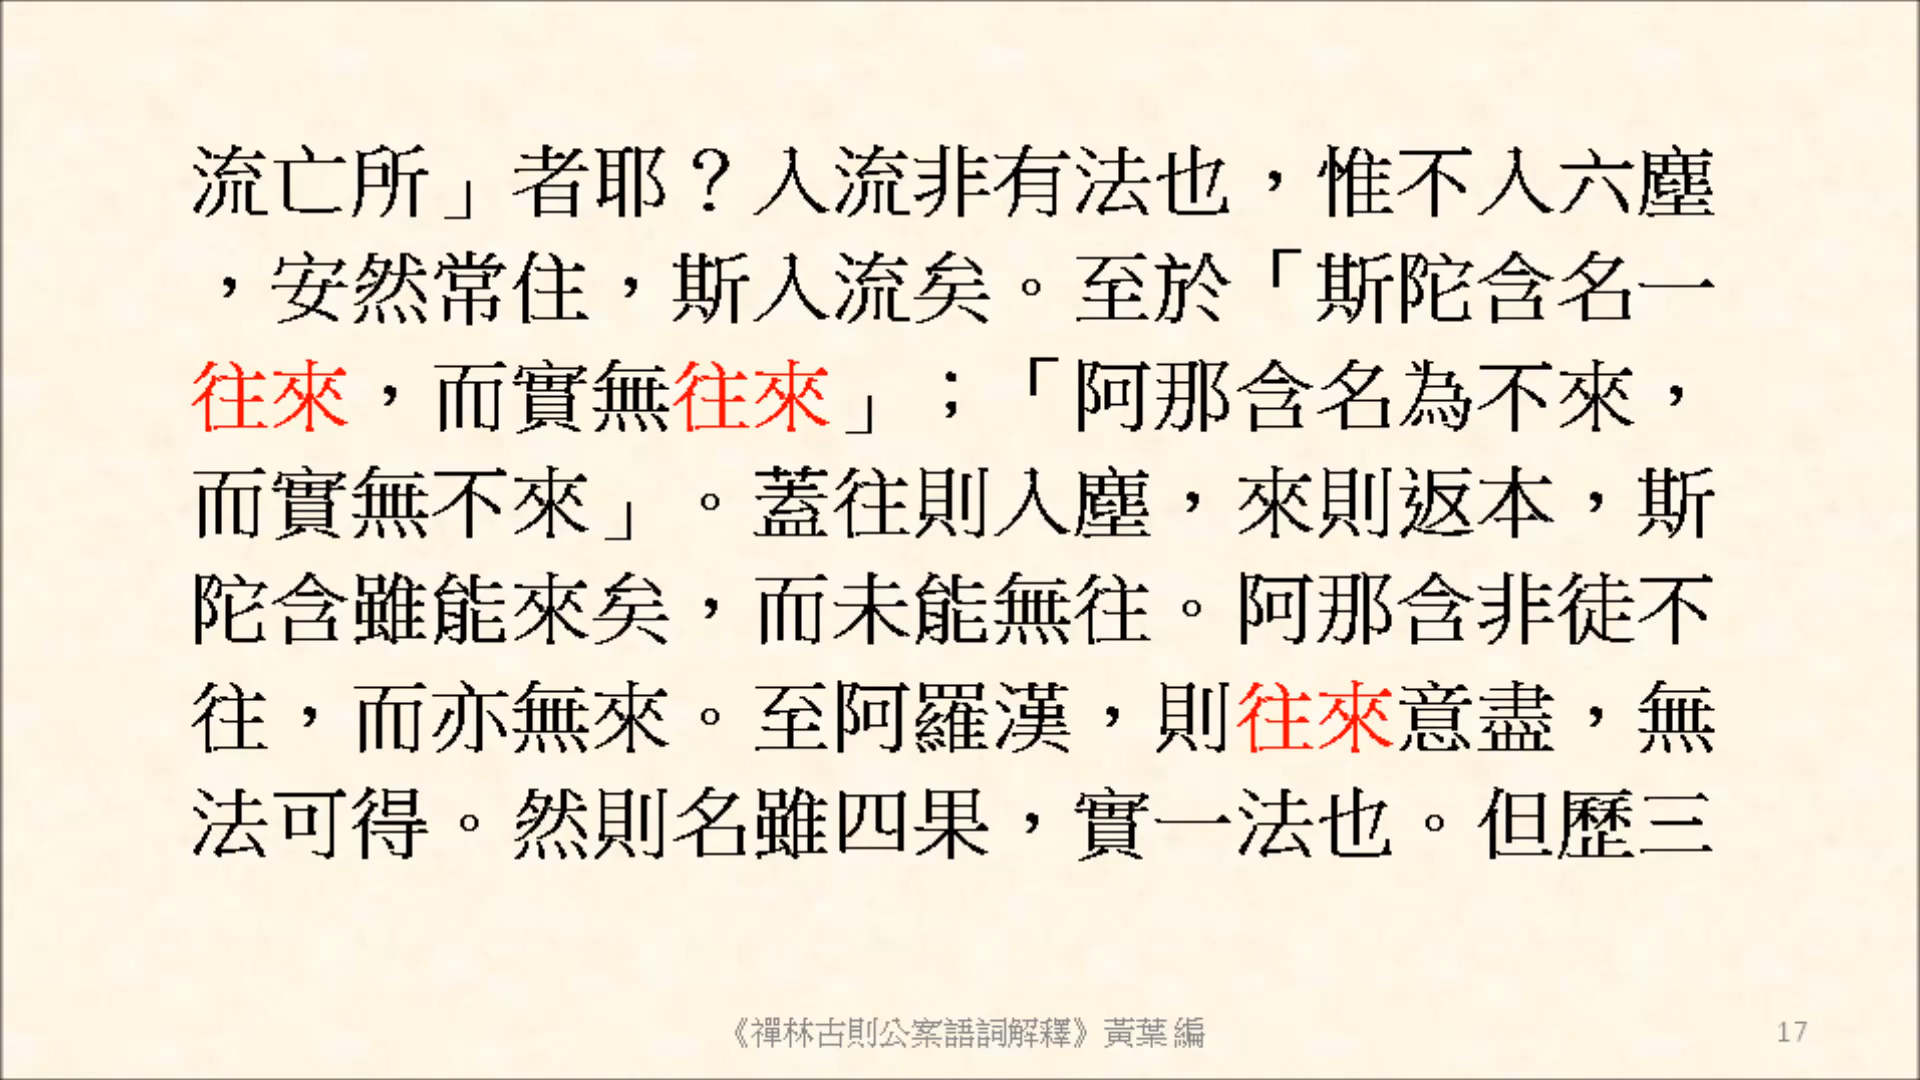 流亡所」者耶？入流非有法也，惟不入六塵
，安然常住，斯入流矣。至於「斯陀含名一
往來，而實無往來」；「阿那含名為不來，
而實無不來」。蓋往則入塵，來則返本，斯
陀含雖能來矣，而未能無往。阿那含非徒不
往，而亦無來。至阿羅漢，則往來意盡，無
法可得。然則名雖四果，實一法也。但歷三
《禪林古則公案語詞解釋》黃葉編
17